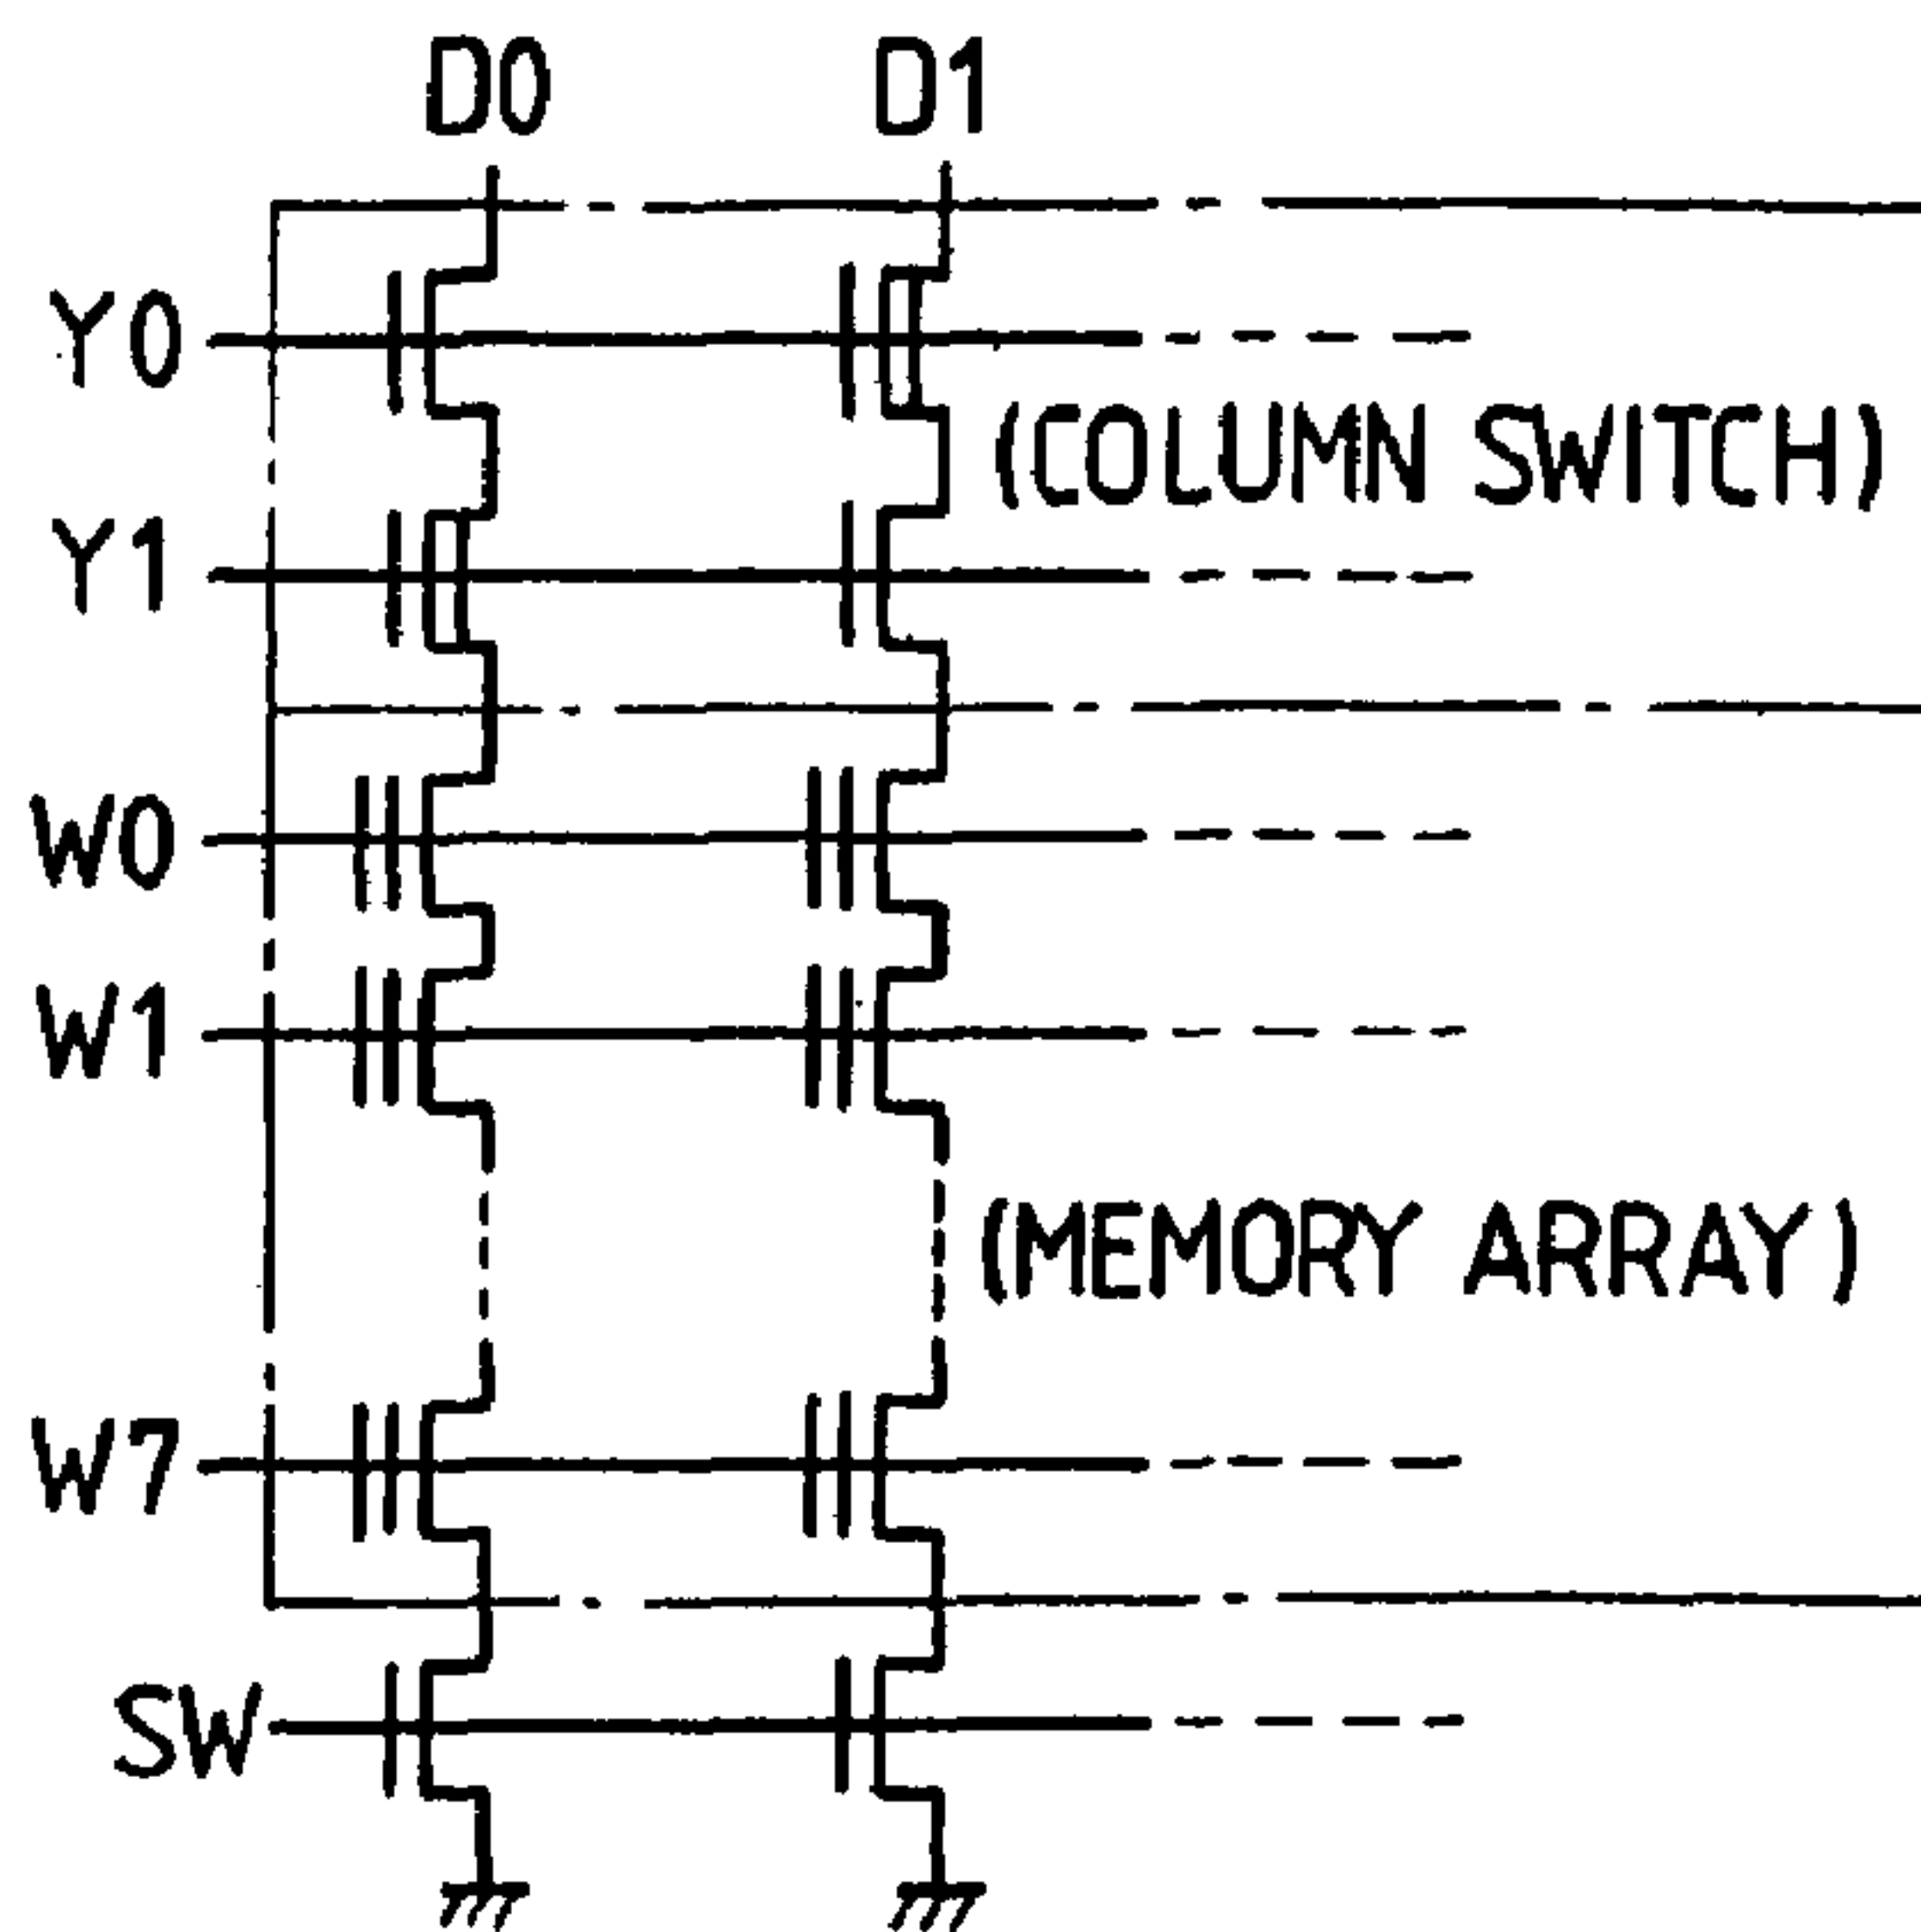 D0 D1
Y0
(COLUMN SWITCH)
Y1
W0
W1
(MEMORY ARRAY)
W7
SW